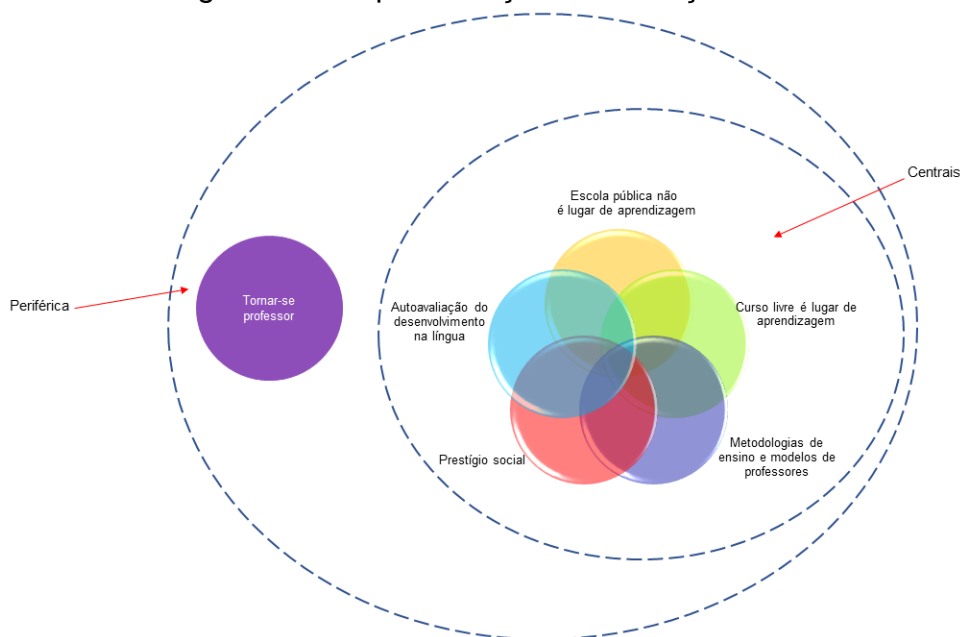 Centrais
Escola pública não
é lugar de aprendizagem
Tornar-se
professor
Periférica
Autoavaliação do
desenvolvimento
na língua
Curso livre é lugar de
aprendizagem
Prestígio social
Metodologias de
ensino e modelos de
professores